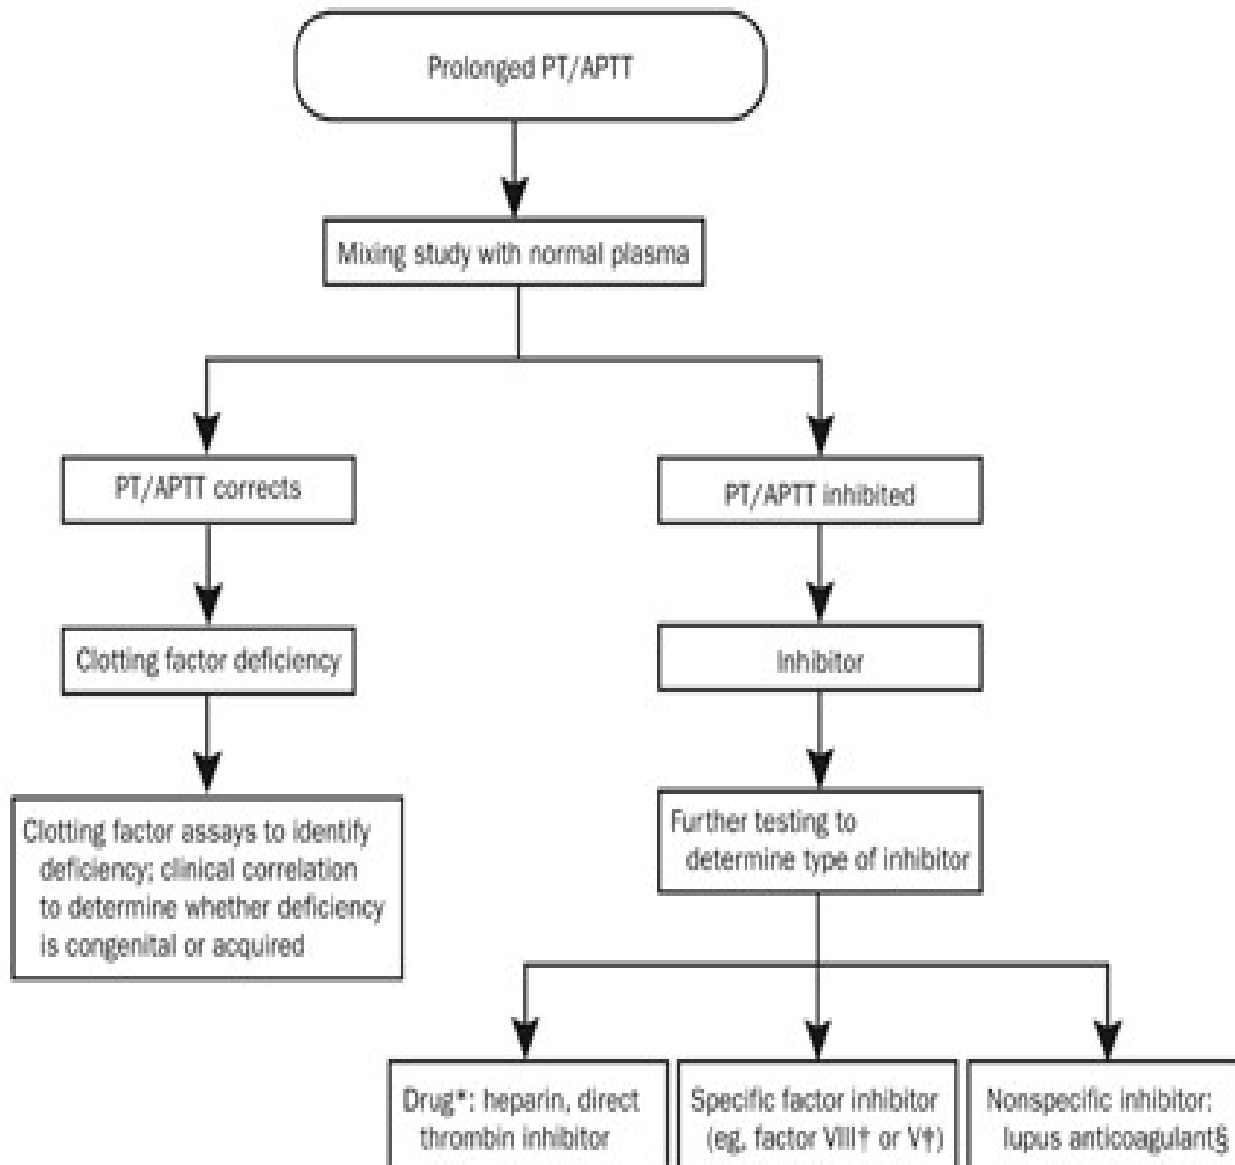 Prolonged PT/APTT
Mixing study with normal plasma
PT/APTT corrects
PT/APTT inhibited
Clotting factor deficiency
Inhibitor
Clotting factor assays to identify
deficiency; clinical correlation
to determine whether deficiency
is congenital or acquired
Further testing to
determine type of inhibitor
Drug*: heparin, direct
thrombin inhibitor
Specific factor inhibitor
(eg, factor VIII† or V†)
Nonspecific inhibitor:
lupus anticoagulant§